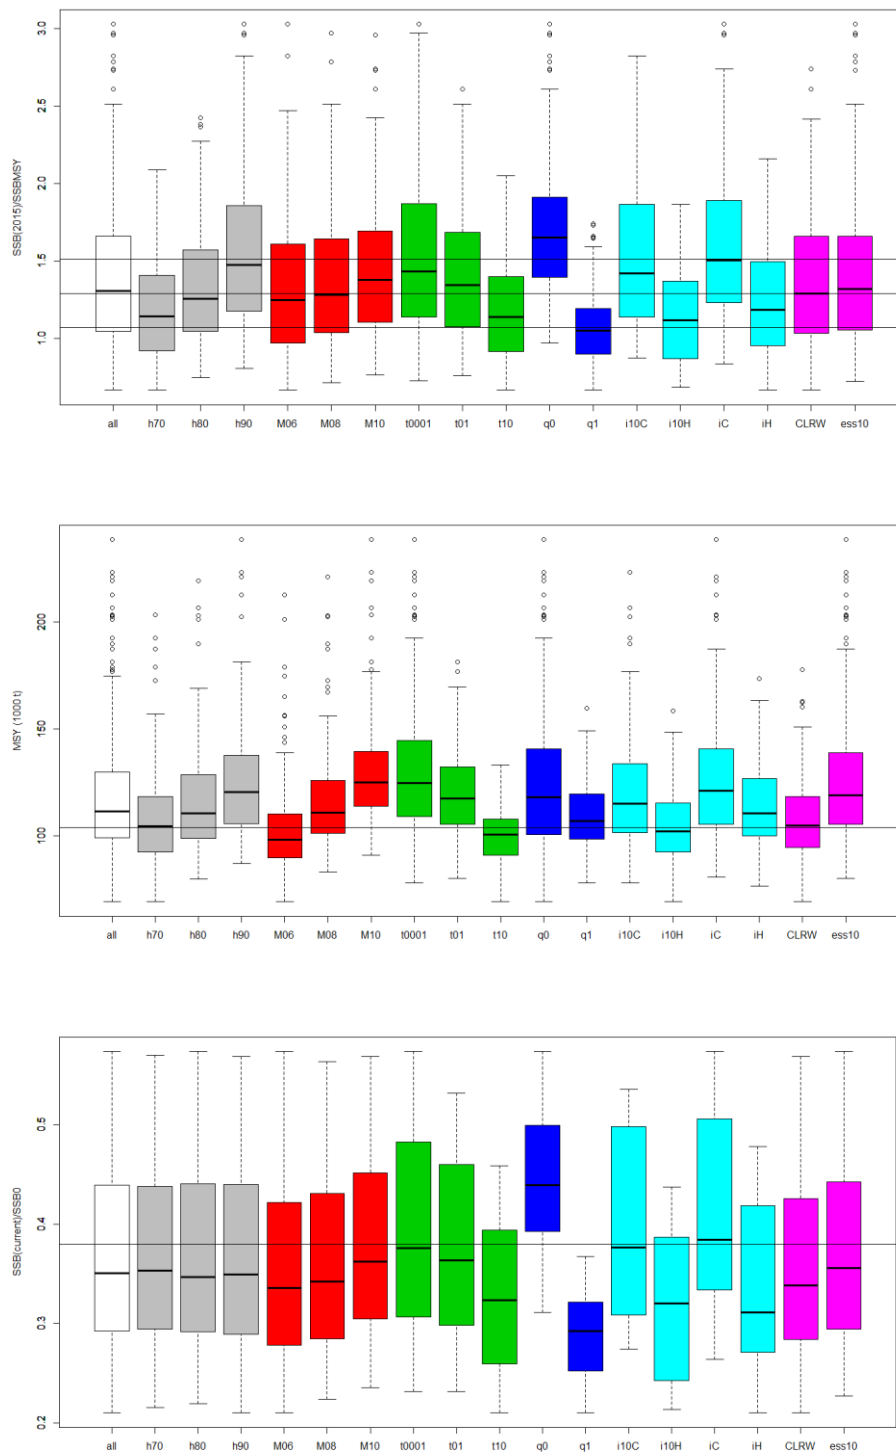 3.0
2.5
2.0
1.5
1.0
SSB(2015)/SSBMSY
all h70 h80 h90 M06 M08 M10 t0001 t01 t10 q0 q1 i10C i10H iC iH CLRW ess10
200
150
100
MSY (1000 t)
all h70 h80 h90 M06 M08 M10 t0001 t01 t10 q0 q1 i10C i10H iC iH CLRW ess10
0.5
0.4
0.3
0.2
SSB(current)/SSB0
all h70 h80 h90 M06 M08 M10 t0001 t01 t10 q0 q1 i10C i10H iC iH CLRW ess10